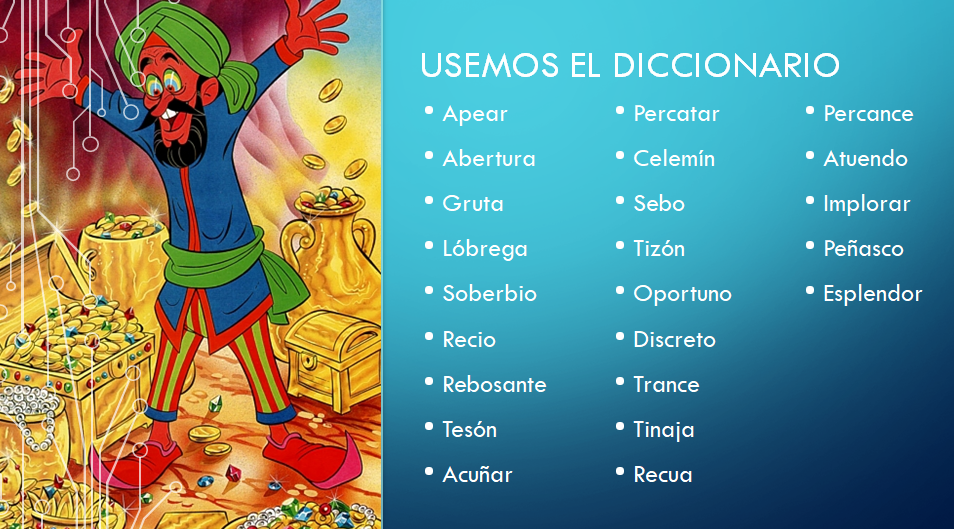 USEMOS EL DICCIONARIO
• Apear
• Abertura
• Gruta
• Lóbrega
• Soberbio
• Recio
• Rebosante
• Tesón
• Acuñar
• Percatar
• Celemín
• Sebo
• Tizón
• Oportuno
• Discreto
• Trance
• Tinaja
• Recua
• Percance
• Atuendo
• Implorar
• Peñasco
• Esplendor